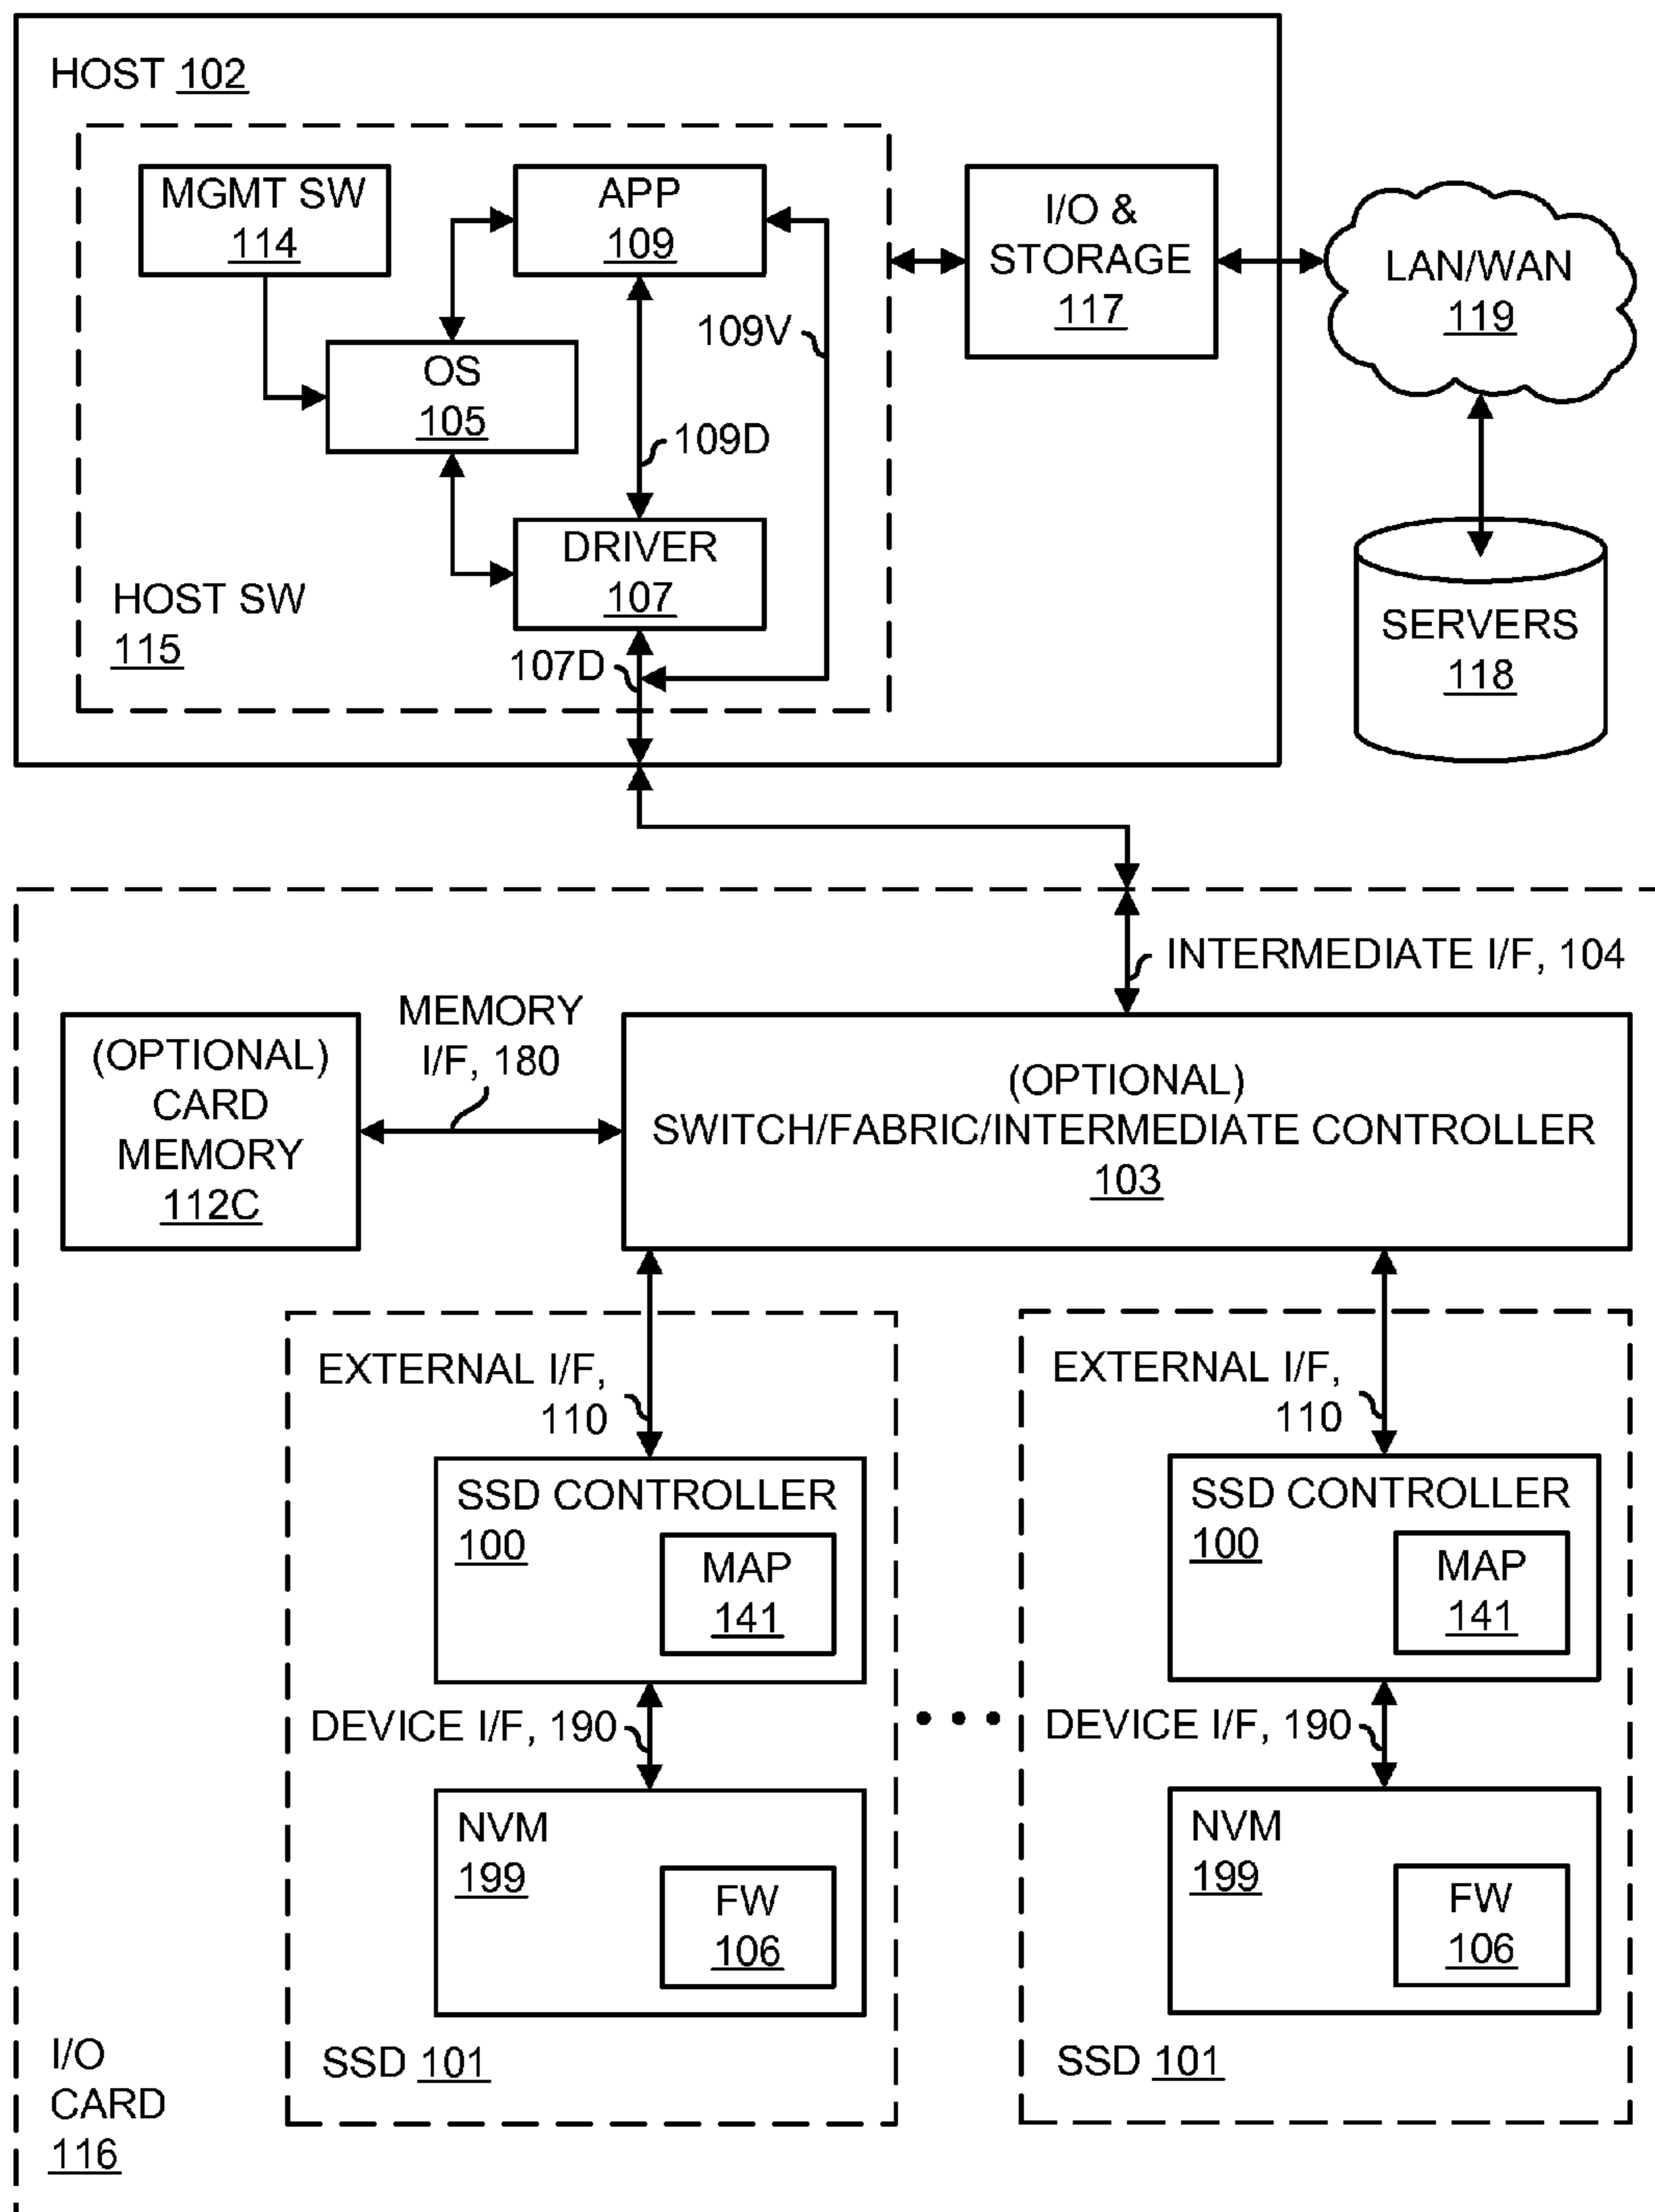 HOST 102
MGMT SW
114
APP
109
I/O &
STORAGE
117
LAN/WAN
119
109V
OS
105
109D
DRIVER
107
HOST SW
115
107D
SERVERS
118
INTERMEDIATE I/F, 104
MEMORY
I/F, 180
(OPTIONAL)
CARD
MEMORY
112C
(OPTIONAL)
SWITCH/FABRIC/INTERMEDIATE CONTROLLER
103
EXTERNAL I/F,
110
SSD CONTROLLER
100
MAP
141
DEVICE I/F, 190
NVM
199
FW
106
SSD 101
EXTERNAL I/F,
110
SSD CONTROLLER
100
MAP
141
DEVICE I/F, 190
NVM
199
FW
106
SSD 101
I/O
CARD
116